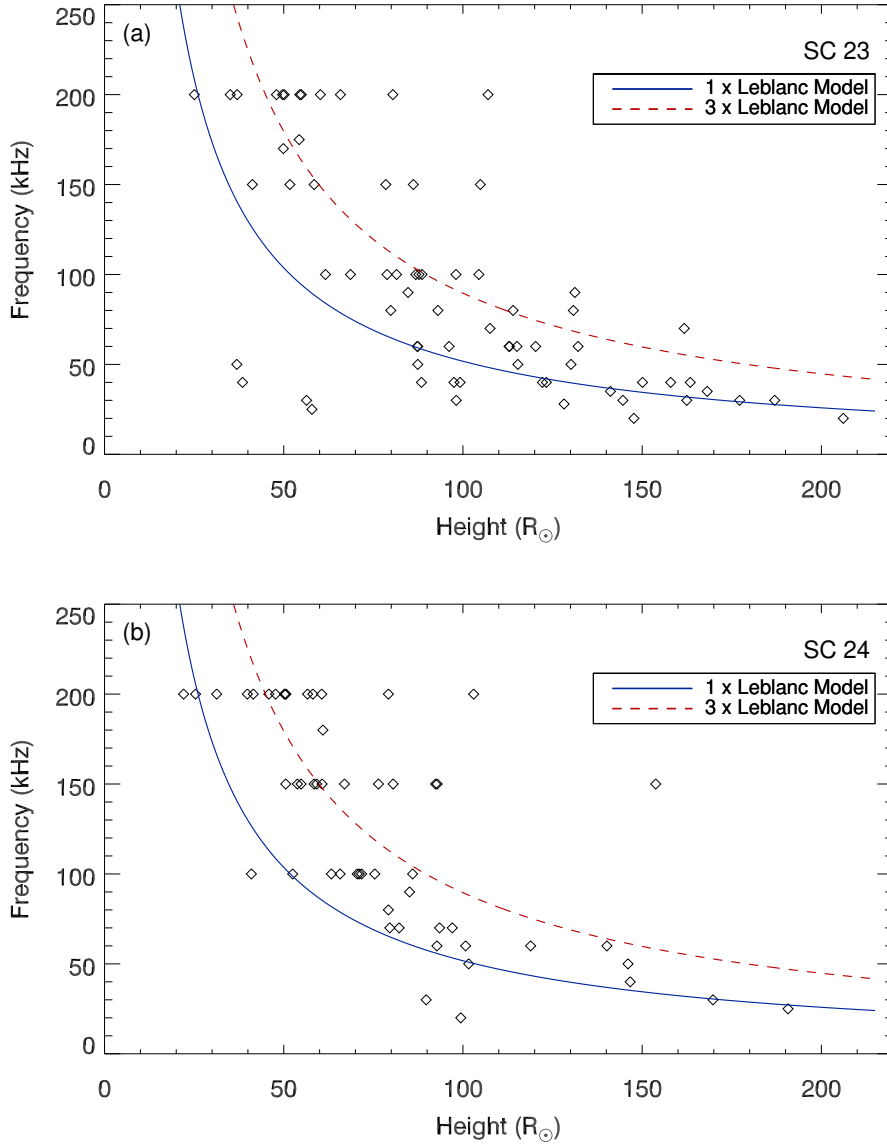 (a)
SC 23
1 x Leblanc Model
3 x Leblanc Model
250
200
150
100
50
0
Frequency (kHz)
0 50 100 150 200
Height (R☉)
(b)
SC 24
1 x Leblanc Model
3 x Leblanc Model
250
200
150
100
50
0
Frequency (kHz)
0 50 100 150 200
Height (R☉)